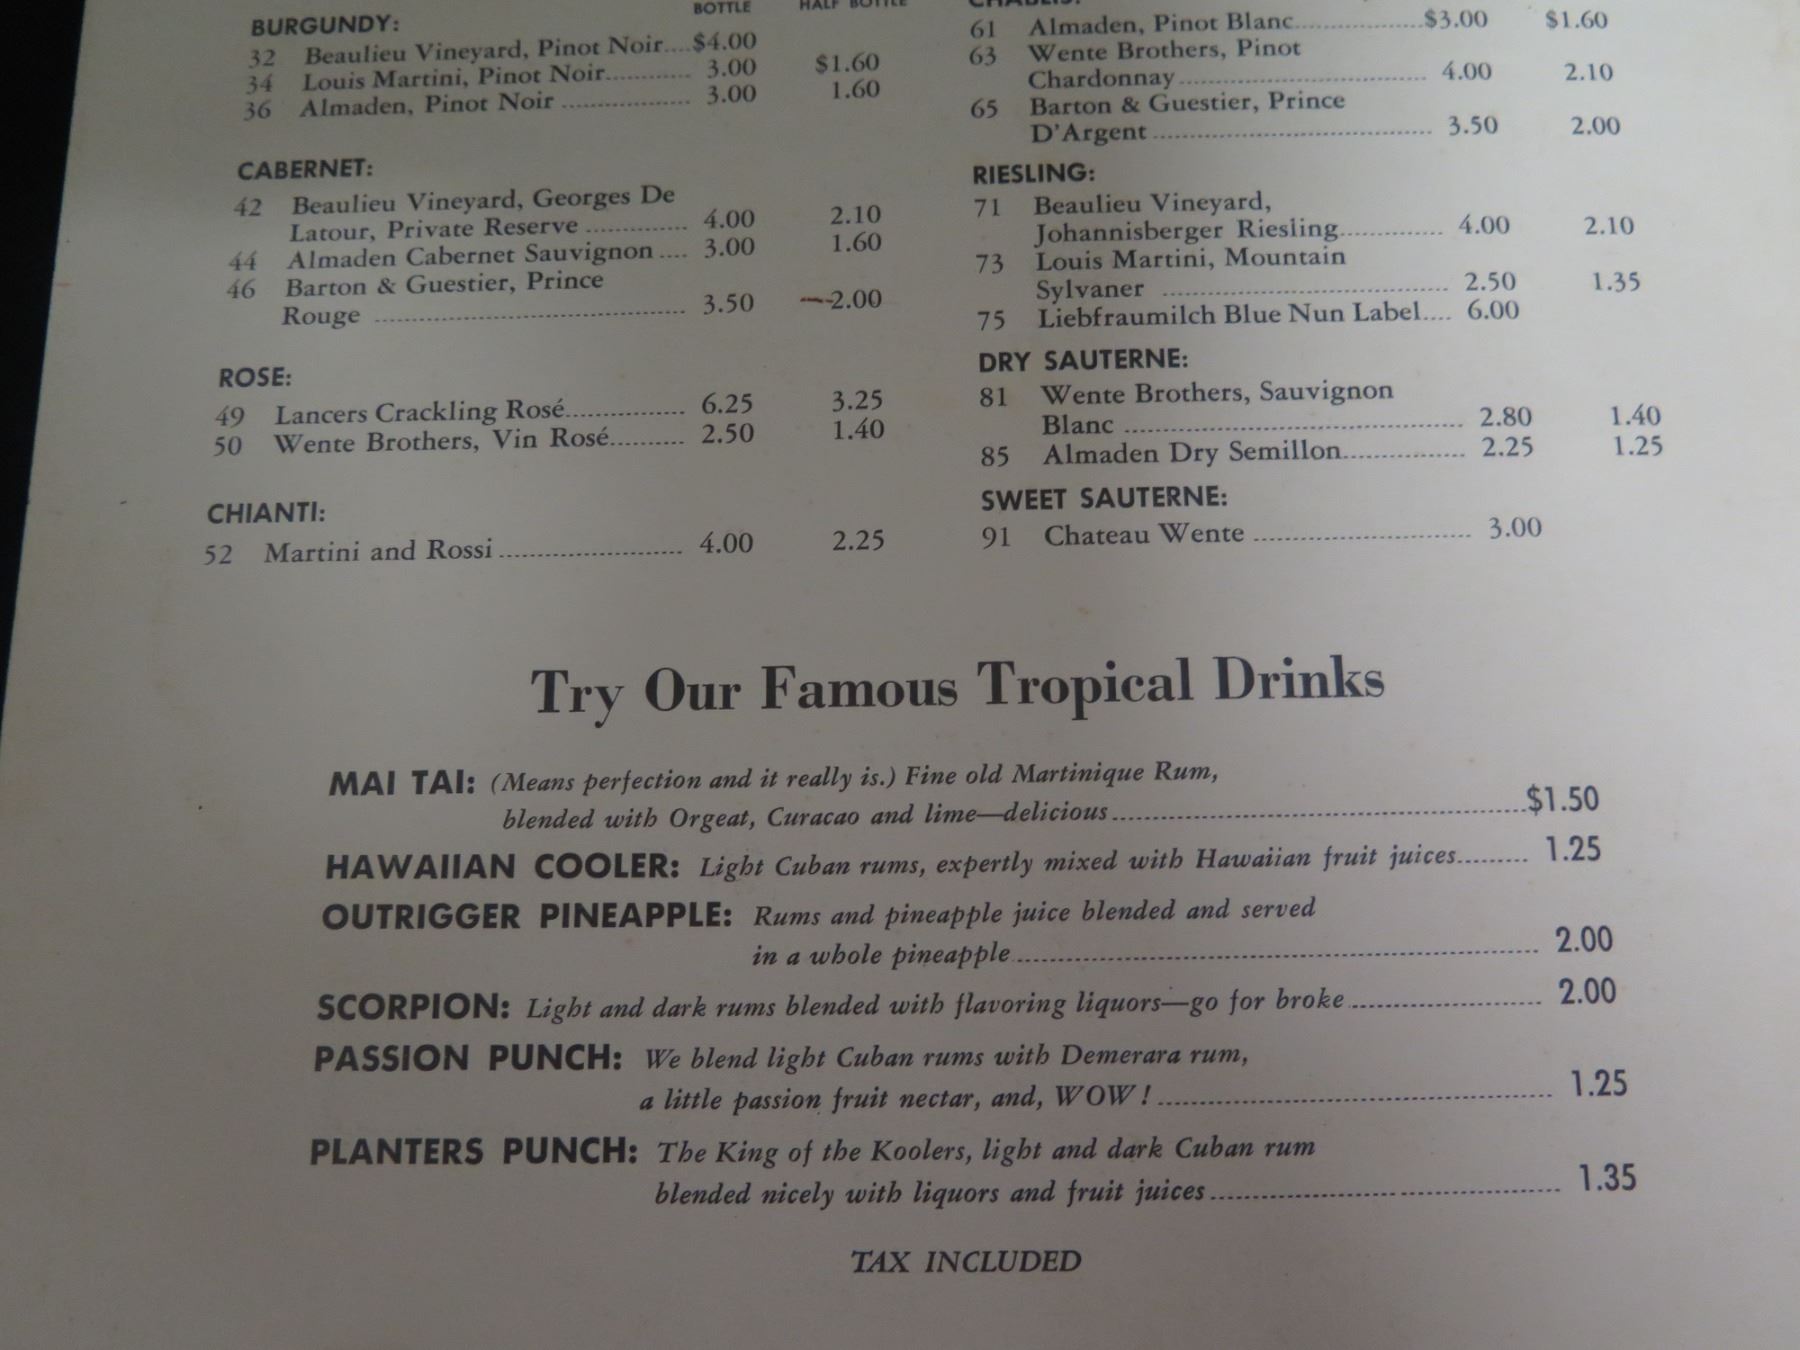 BOTTLE HALF BOTTLE
BURGUNDY:
32 Beaulieu Vineyard, Pinot Noir....$4.00
34 Louis Martini, Pinot Noir............ 3.00 $1.60
36 Almaden, Pinot Noir .................. 3.00 1.60
CABERNET:
42 Beaulieu Vineyard, Georges De
Latour, Private Reserve .............. 4.00 2.10
44 Almaden Cabernet Sauvignon .... 3.00 1.60
46 Barton & Guestier, Prince
Rouge ........................................... 3.50 2.00
ROSE:
49 Lancers Crackling Rosé................ 6.25 3.25
50 Wente Brothers, Vin Rosé.......... 2.50 1.40
CHIANTI:
52 Martini and Rossi ......................... 4.00 2.25
CHABLIS:
61 Almaden, Pinot Blanc..................$3.00 $1.60
63 Wente Brothers, Pinot
Chardonnay .................................. 4.00 2.10
65 Barton & Guestier, Prince
D'Argent ...................................... 3.50 2.00
RIESLING:
71 Beaulieu Vineyard,
Johannisberger Riesling.............. 4.00 2.10
73 Louis Martini, Mountain
Sylvaner ....................................... 2.50 1.35
75 Liebfraumilch Blue Nun Label.... 6.00
DRY SAUTERNE:
81 Wente Brothers, Sauvignon
Blanc ............................................. 2.80 1.40
85 Almaden Dry Semillon................. 2.25 1.25
SWEET SAUTERNE:
91 Chateau Wente ............................. 3.00
Try Our Famous Tropical Drinks
MAI TAI: (Means perfection and it really is.) Fine old Martinique Rum,
blended with Orgeat, Curacao and lime—delicious.......................................................$1.50
HAWAIIAN COOLER: Light Cuban rums, expertly mixed with Hawaiian fruit juices......... 1.25
OUTRIGGER PINEAPPLE: Rums and pineapple juice blended and served
in a whole pineapple..................................................................... 2.00
SCORPION: Light and dark rums blended with flavoring liquors—go for broke ......................... 2.00
PASSION PUNCH: We blend light Cuban rums with Demerara rum,
a little passion fruit nectar, and, WOW! .................................................... 1.25
PLANTERS PUNCH: The King of the Koolers, light and dark Cuban rum
blended nicely with liquors and fruit juices.............................................. 1.35
TAX INCLUDED